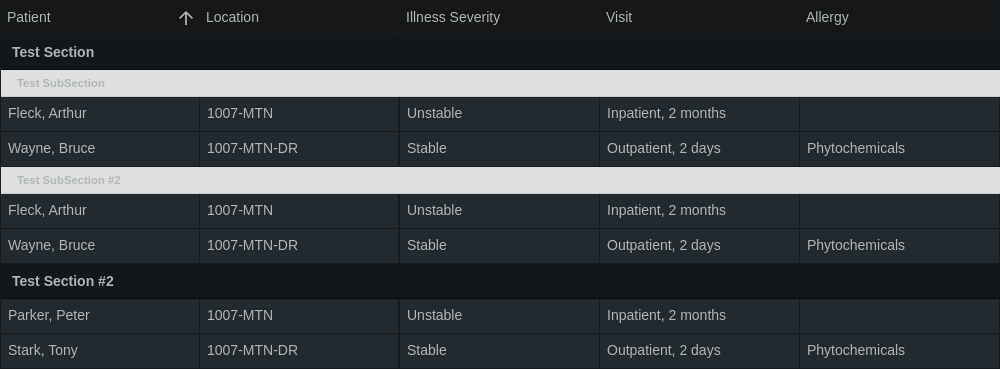 Patient Location Illness Severity Visit Allergy
Test Section
Test SubSection
Fleck, Arthur 1007-MTN Unstable Inpatient, 2 months
Wayne, Bruce 1007-MTN-DR Stable Outpatient, 2 days Phytochemicals
Test SubSection #2
Fleck, Arthur 1007-MTN Unstable Inpatient, 2 months
Wayne, Bruce 1007-MTN-DR Stable Outpatient, 2 days Phytochemicals
Test Section #2
Parker, Peter 1007-MTN Unstable Inpatient, 2 months
Stark, Tony 1007-MTN-DR Stable Outpatient, 2 days Phytochemicals